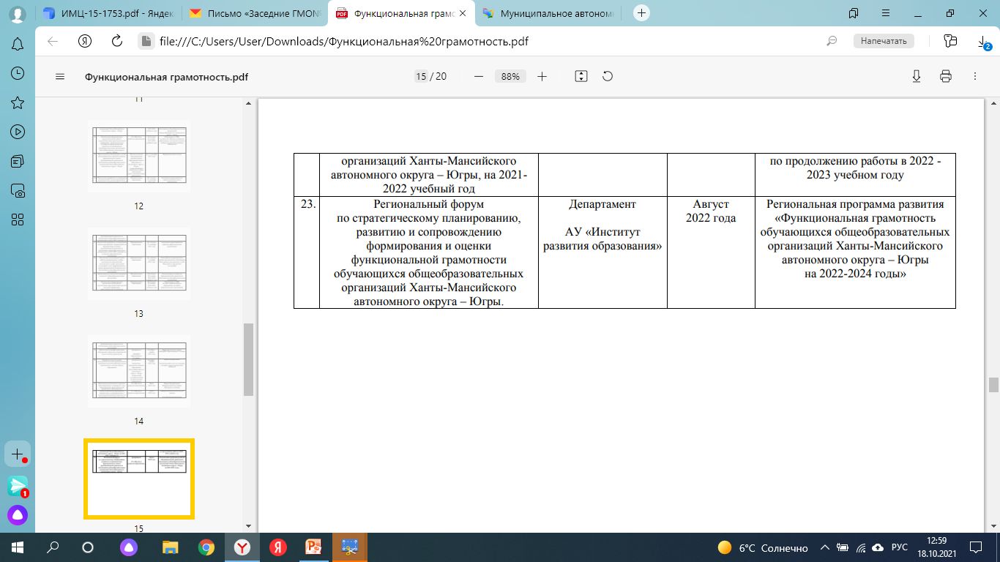 ИМЦ-15-1753.pdf - Яндек
Письмо «Заседние ГМО
Функциональная грамо
Муниципальное автоном
file:///C:/Users/User/Downloads/Функциональная%20грамотность.pdf
Напечатать
2
Функциональная грамотность.pdf
15 / 20
88%
11
12
13
14
15
организаций Ханты-Мансийского
автономного округа – Югры, на 2021-
2022 учебный год
по продолжению работы в 2022 -
2023 учебном году
23.
Региональный форум
по стратегическому планированию,
развитию и сопровождению
формирования и оценки
функциональной грамотности
обучающихся общеобразовательных
организаций Ханты-Мансийского
автономного округа – Югры.
Департамент
АУ «Институт
развития образования»
Август
2022 года
Региональная программа развития
«Функциональная грамотность
обучающихся общеобразовательных
организаций Ханты-Мансийского
автономного округа – Югры
на 2022-2024 годы»
1
6°C Солнечно
РУС
12:59
18.10.2021